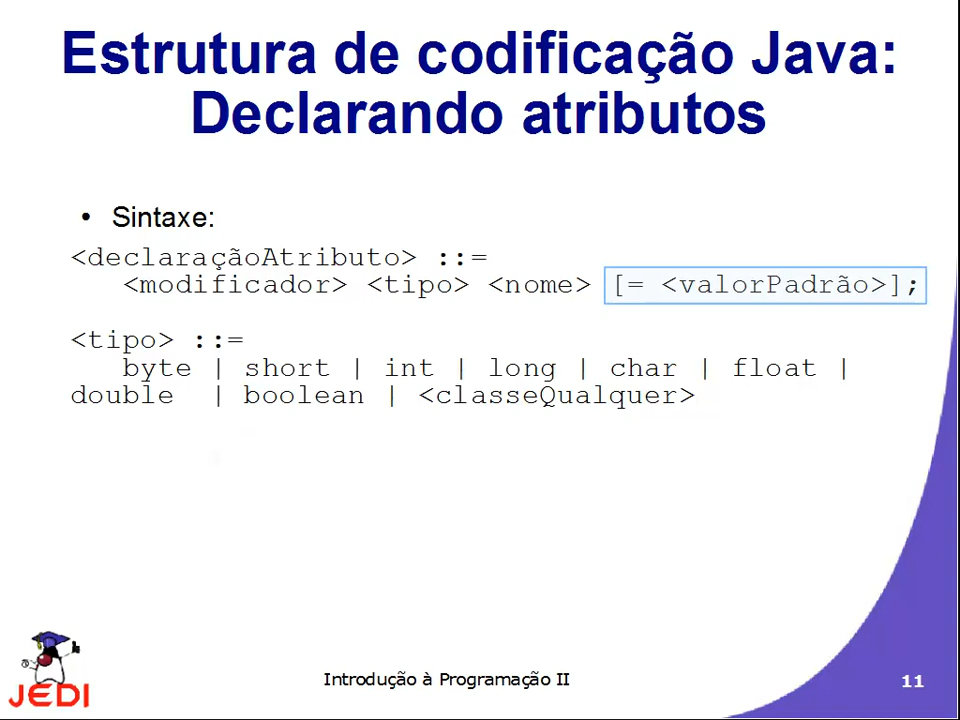 Estrutura de codificação Java:
Declarando atributos
• Sintaxe:
<declaraçãoAtributo> ::=
<modificador> <tipo> <nome> [= <valorPadrão>];
<tipo> ::=
byte | short | int | long | char | float |
double | boolean | <classeQualquer>
JEDI
Introdução à Programação II
11